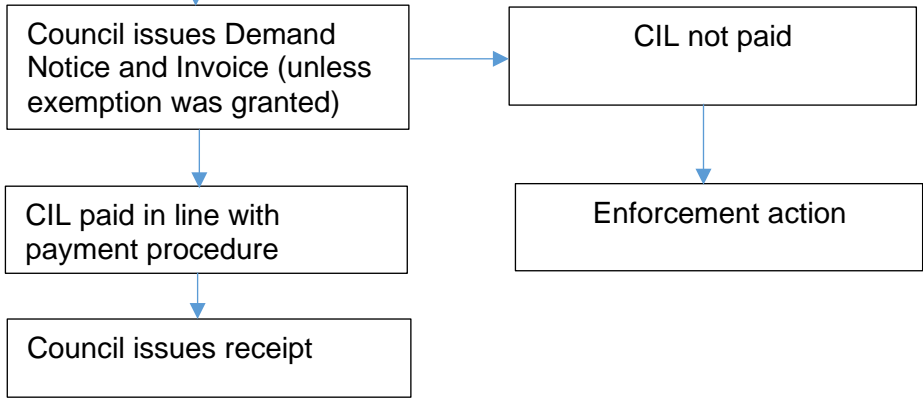 Council issues Demand
Notice and Invoice (unless
exemption was granted)
CIL not paid
CIL paid in line with
payment procedure
Enforcement action
Council issues receipt